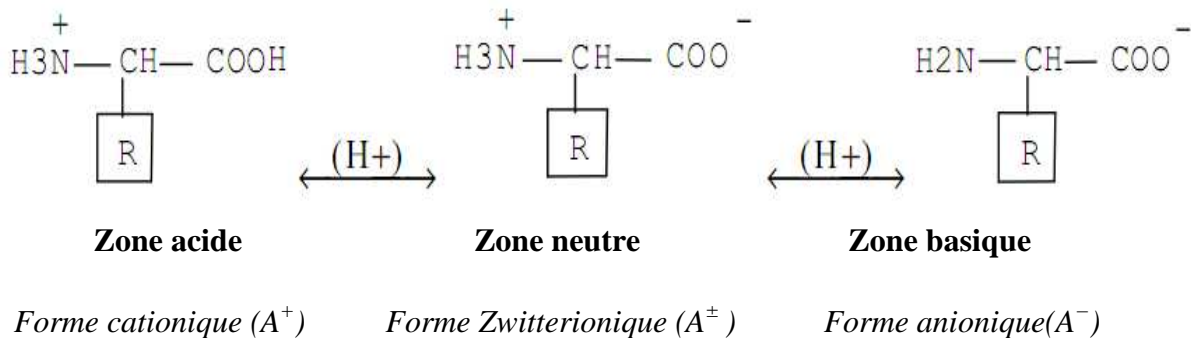 + + -
H3N—CH—COOH H3N—CH—COO H2N—CH—COO -
R R R
(H+) (H+)
Zone acide Zone neutre Zone basique
Forme cationique (A⁺) Forme Zwitterionique (A± ) Forme anionique(A⁻)